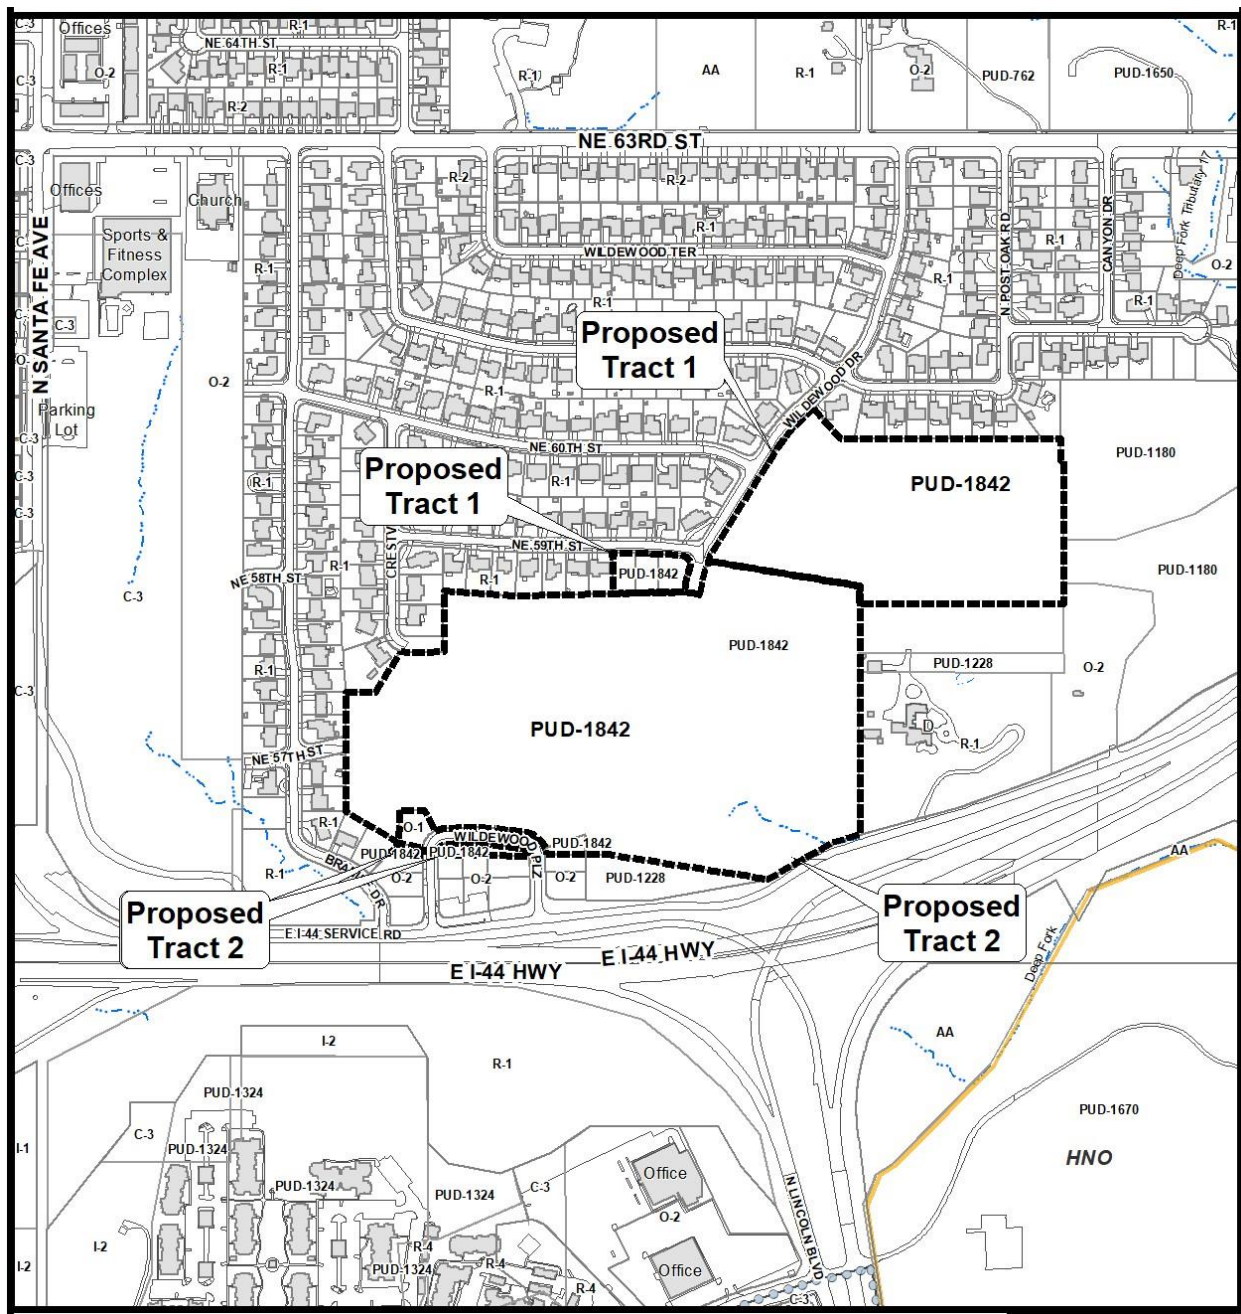 C-3
Offices
R-1
NE 64TH ST
O-2
C-3
R-1
R-2
R-1
AA
R-1
O-2
PUD-762
PUD-1650
R-1
NE 63RD ST
C-3
Offices
Church
R-2
R-2
R-1
Deep Fork Tributary 17
N SANTA FE AVE
C-3
Sports &
Fitness
Complex
R-1
WILDEWOOD TER
R-1
N POST OAK RD
R-1
CANYON DR
O-2
R-1
C-3
R-1
Proposed
Tract 1
O-2
R-1
WILDEWOOD DR
Parking
Lot
C-3
NE 60TH ST
Proposed
Tract 1
R-1
PUD-1180
PUD-1842
C-3
R-1
C-3
CRESTV
NE 59TH ST
R-1
PUD-1842
R-1
PUD-1180
NE 58TH ST
C-3
PUD-1842
R-1
PUD-1228
O-2
C-3
PUD-1842
D
R-1
NE 57TH ST
R-1
O-1
WILDEWOOD PLZ
PUD-1842
PUD-1842
PUD-1842
R-1
O-2
O-2
O-2
PUD-1228
AA
Proposed
Tract 2
Proposed
Tract 2
E I-44 SERVICE RD
E I-44 HWY
E I-44 HWY
Deep Fork
I-2
R-1
AA
PUD-1324
PUD-1670
C-3
I-1
PUD-1324
HNO
PUD-1324
PUD-1324
C-3
Office
O-2
N LINCOLN BLVD
I-2
R-4
I-2
PUD-1324
R-4
Office
R-4
C-3